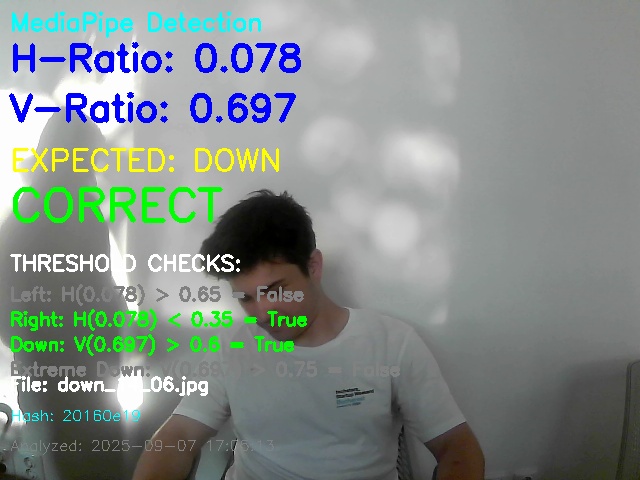 MediaPipe Detection
H-Ratio: 0.078
V-Ratio: 0.697
EXPECTED: DOWN
CORRECT
THRESHOLD CHECKS:
Left: H(0.078) > 0.65 = False
Right: H(0.078) < 0.35 = True
Down: V(0.697) > 0.6 = True
Extreme Down: V(0.697) > 0.75 = False
File: down_ _06.jpg
Hash: 20160e19
Analyzed: 2025-09-07 17:06:13
Startup Weekend